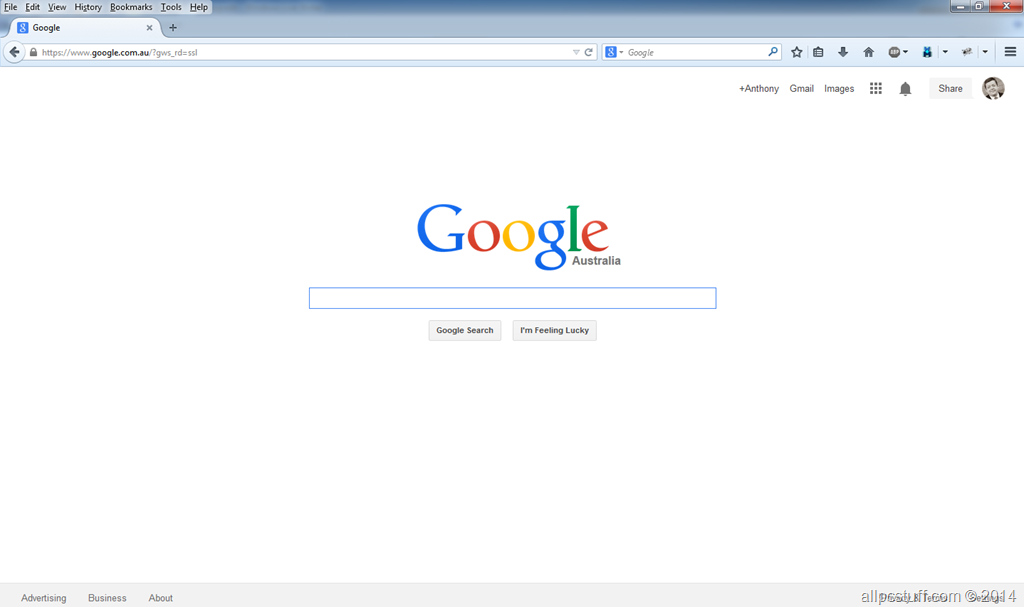 File Edit View History Bookmarks Tools Help
Google
https://www.google.com.au/?gws_rd=ssl
Google
+Anthony Gmail Images Share
Google
Australia
Google Search I'm Feeling Lucky
Advertising Business About
allpcstuff.com © 2014